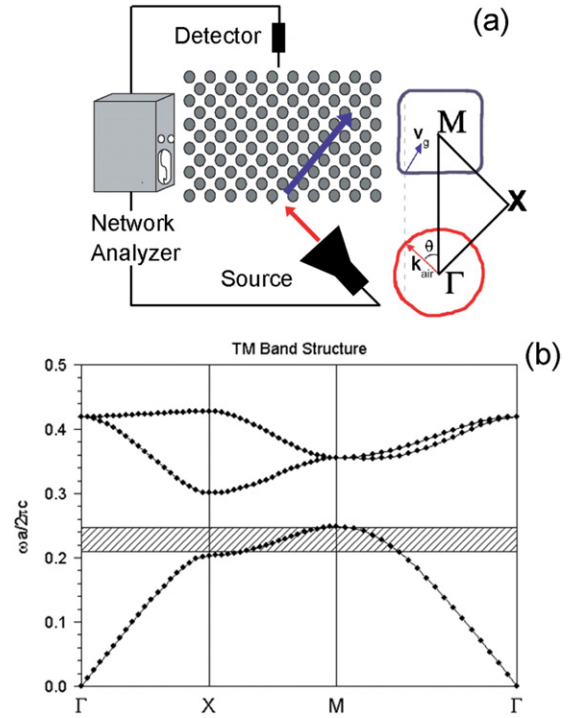 (a)
Detector
Network
Analyzer
Source
M
v_g
X
θ
k_air
Γ
(b)
TM Band Structure
0.5
0.4
0.3
0.2
0.1
0.0
ωa/2πc
Γ X M Γ